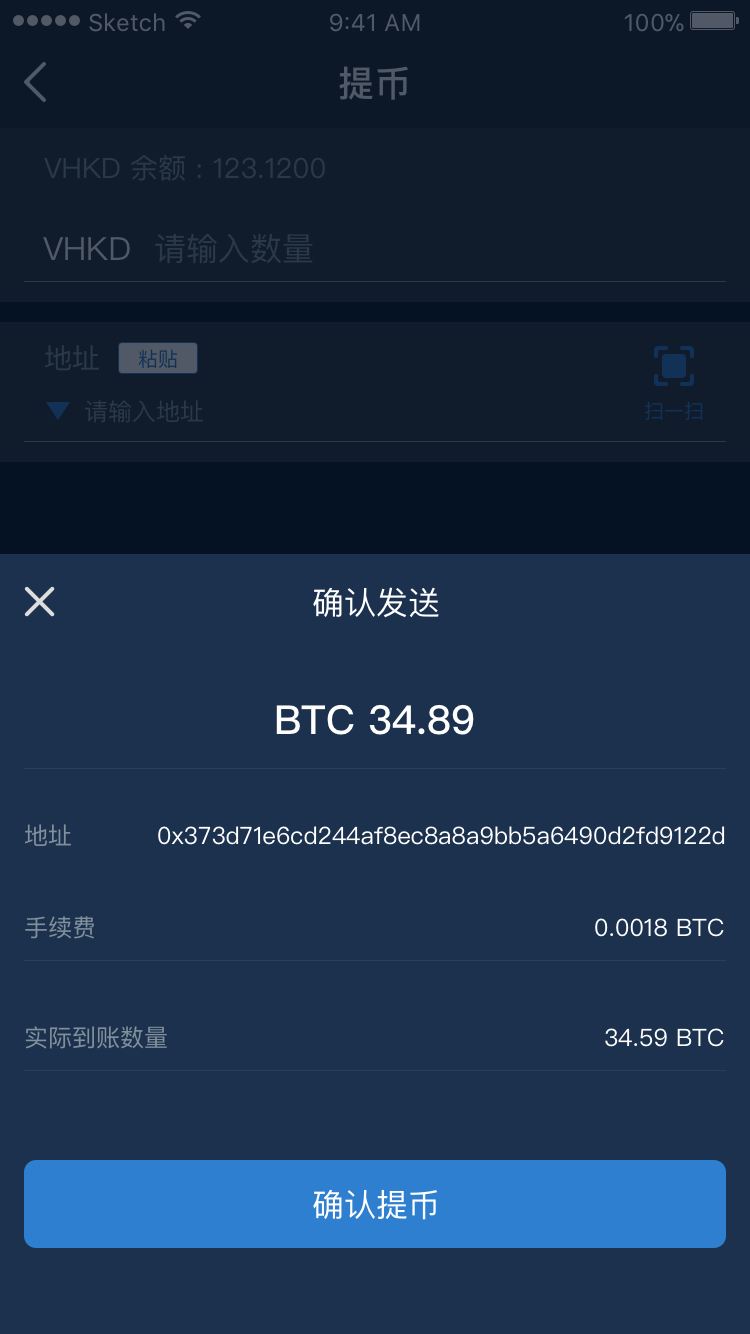 Sketch 9:41 AM 100%
提币
VHKD 余额：123.1200
VHKD 请输入数量
地址 粘贴
请输入地址 扫一扫
确认发送
BTC 34.89
地址 0x373d71e6cd244af8ec8a8a9bb5a6490d2fd9122d
手续费 0.0018 BTC
实际到账数量 34.59 BTC
确认提币